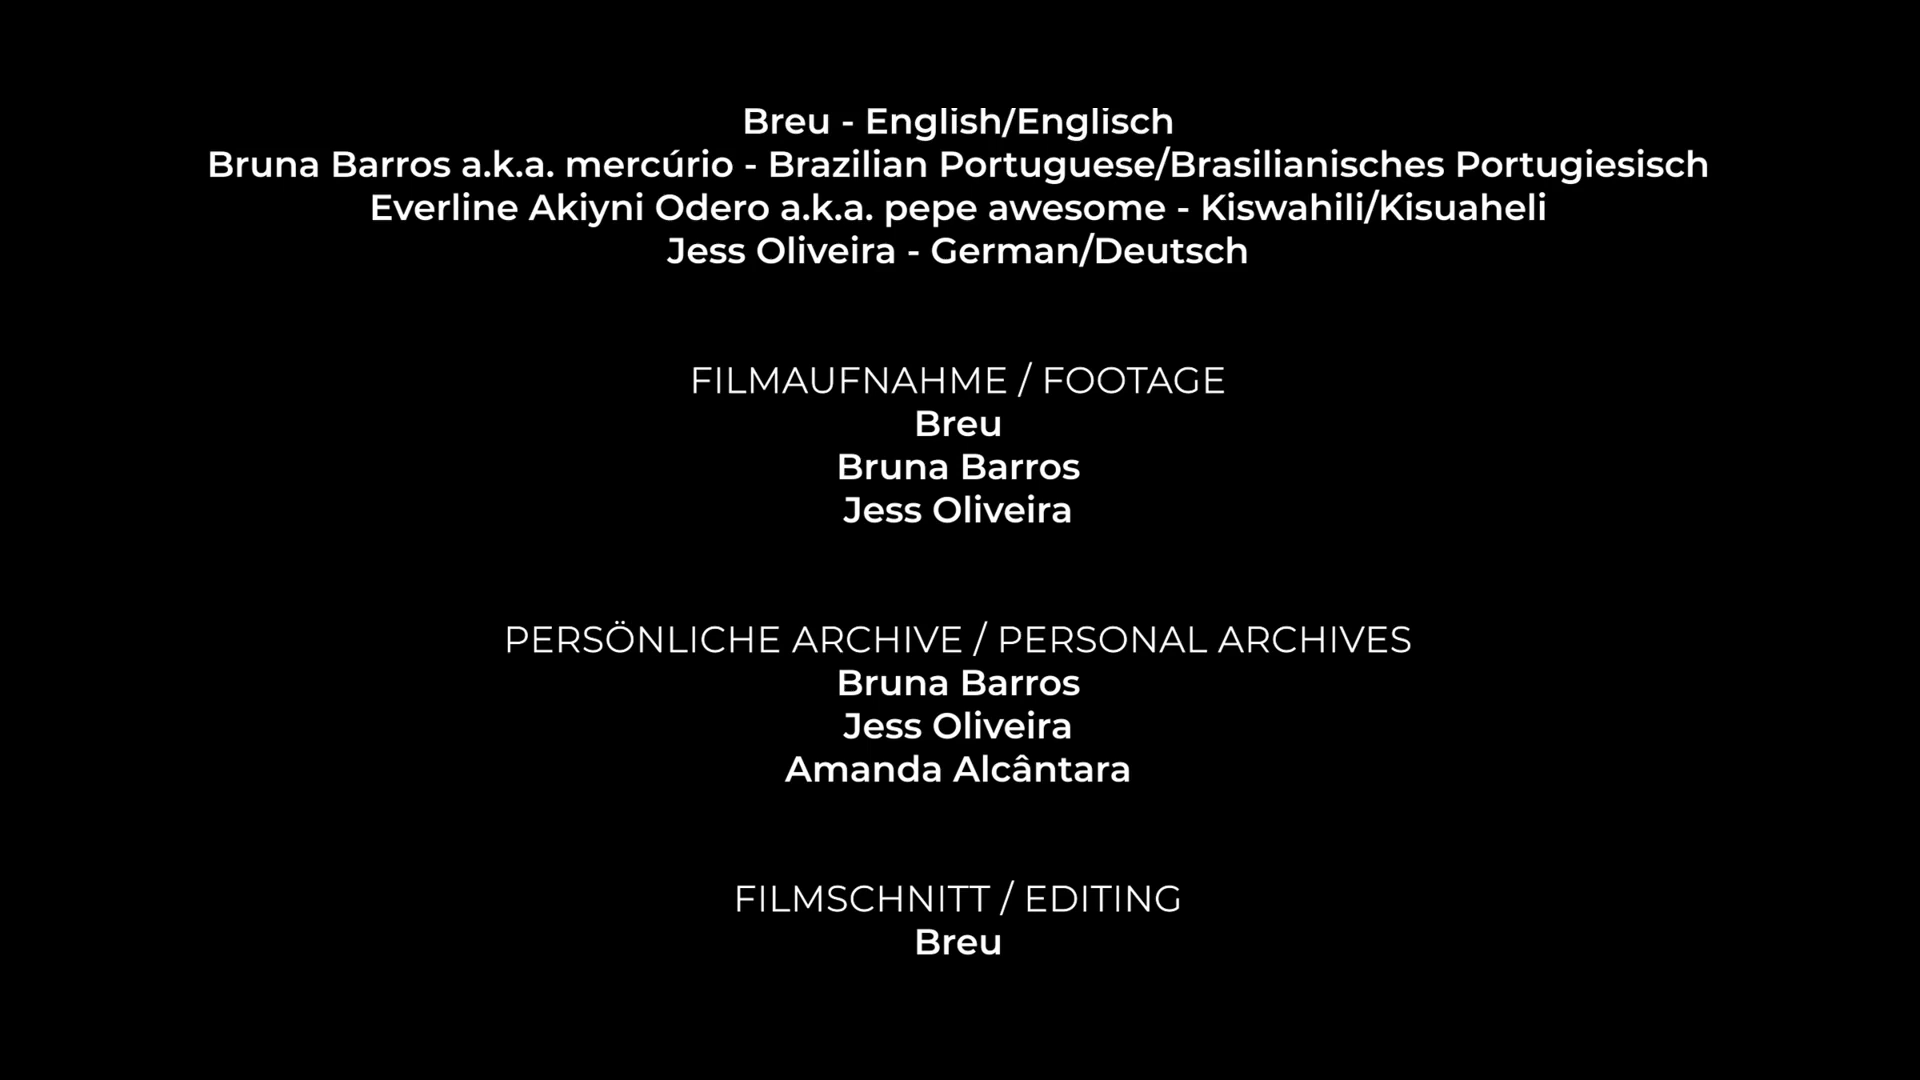 Breu - English/Englisch
Bruna Barros a.k.a. mercúrio - Brazilian Portuguese/Brasilianisches Portugiesisch
Everline Akiyni Odero a.k.a. pepe awesome - Kiswahili/Kisuaheli
Jess Oliveira - German/Deutsch
FILMAUFNAHME / FOOTAGE
Breu
Bruna Barros
Jess Oliveira
PERSÖNLICHE ARCHIVE / PERSONAL ARCHIVES
Bruna Barros
Jess Oliveira
Amanda Alcântara
FILMSCHNITT / EDITING
Breu